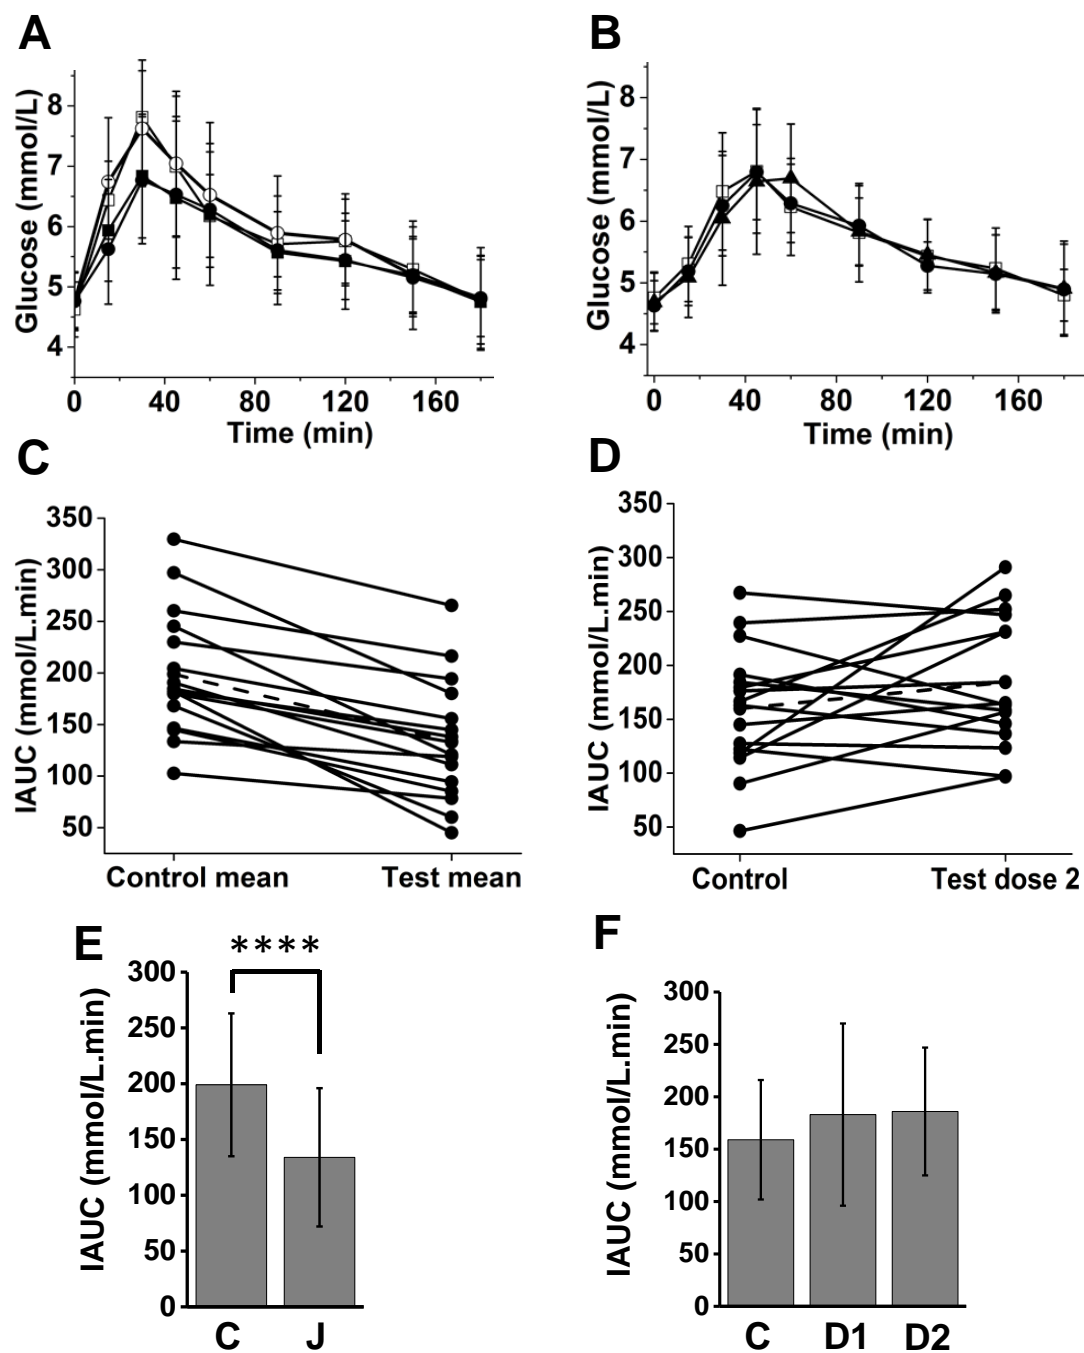 A
B
Glucose (mmol/L)
8
7
6
5
4
0
40
80
120
160
Time (min)
Glucose (mmol/L)
8
7
6
5
4
0
40
80
120
160
Time (min)
C
D
IAUC (mmol/L.min)
350
300
250
200
150
100
50
Control mean
Test mean
IAUC (mmol/L.min)
350
300
250
200
150
100
50
Control
Test dose 2
E
F
****
IAUC (mmol/L.min)
300
250
200
150
100
50
0
C
J
IAUC (mmol/L.min)
300
250
200
150
100
50
0
C
D1
D2